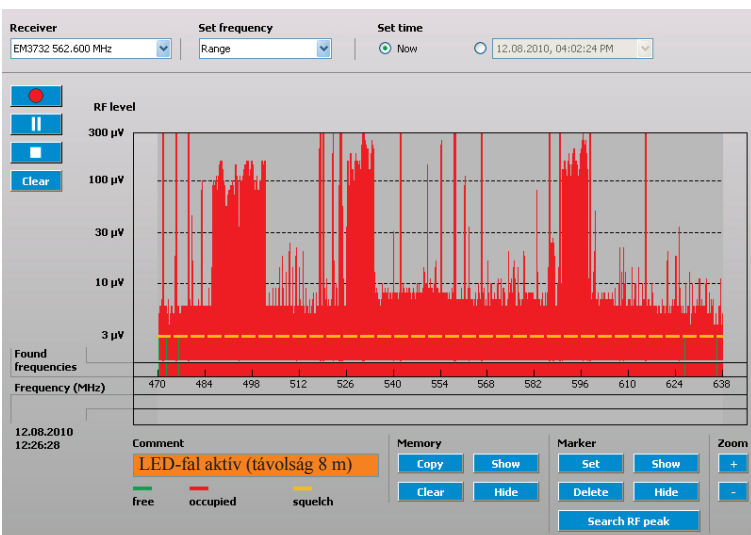 Receiver Set frequency Set time
EM3732 562.600 MHz Range Now 12.08.2010, 04:02:24 PM
RF level
300 µV
100 µV
30 µV
10 µV
3 µV
Clear
Found
frequencies
Frequency (MHz) 470 484 498 512 526 540 554 568 582 596 610 624 638
12.08.2010
12:26:28
Comment Memory Marker Zoom
LED-fal aktív (távolság 8 m) Copy Show Set Show +
free occupied squelch Clear Hide Delete Hide -
Search RF peak